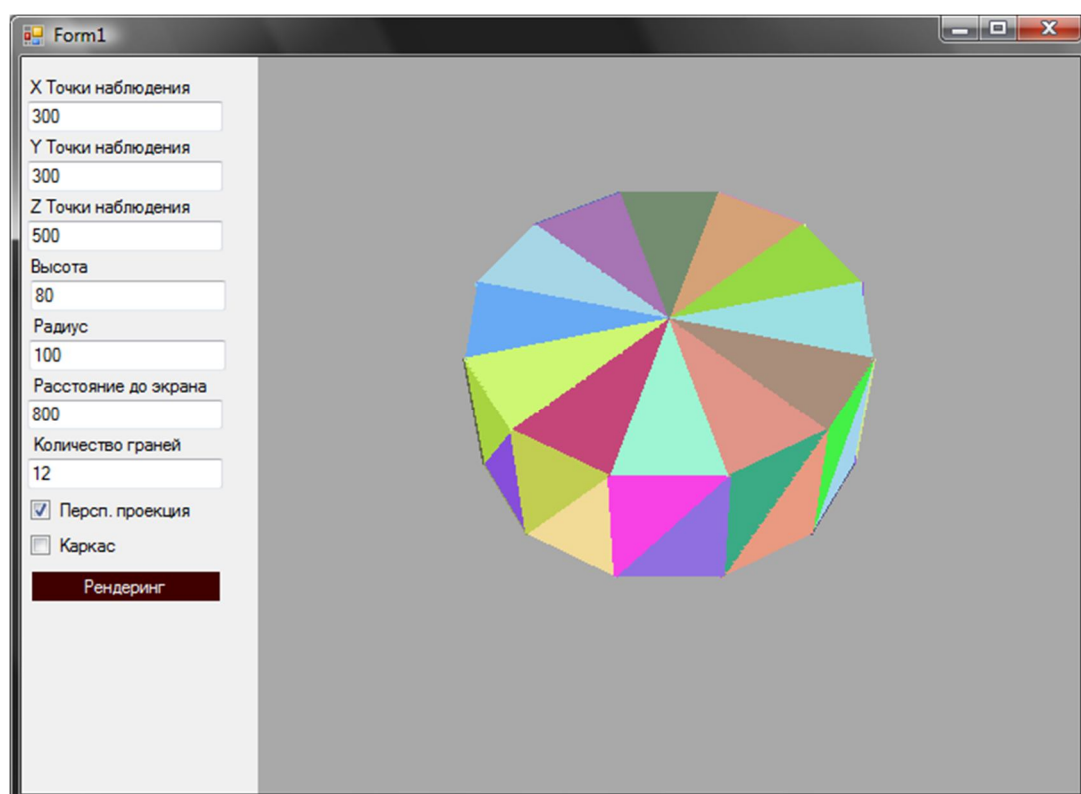 Form1
X Точки наблюдения
300
Y Точки наблюдения
300
Z Точки наблюдения
500
Высота
80
Радиус
100
Расстояние до экрана
800
Количество граней
12
Персп. проекция
Каркас
Рендеринг